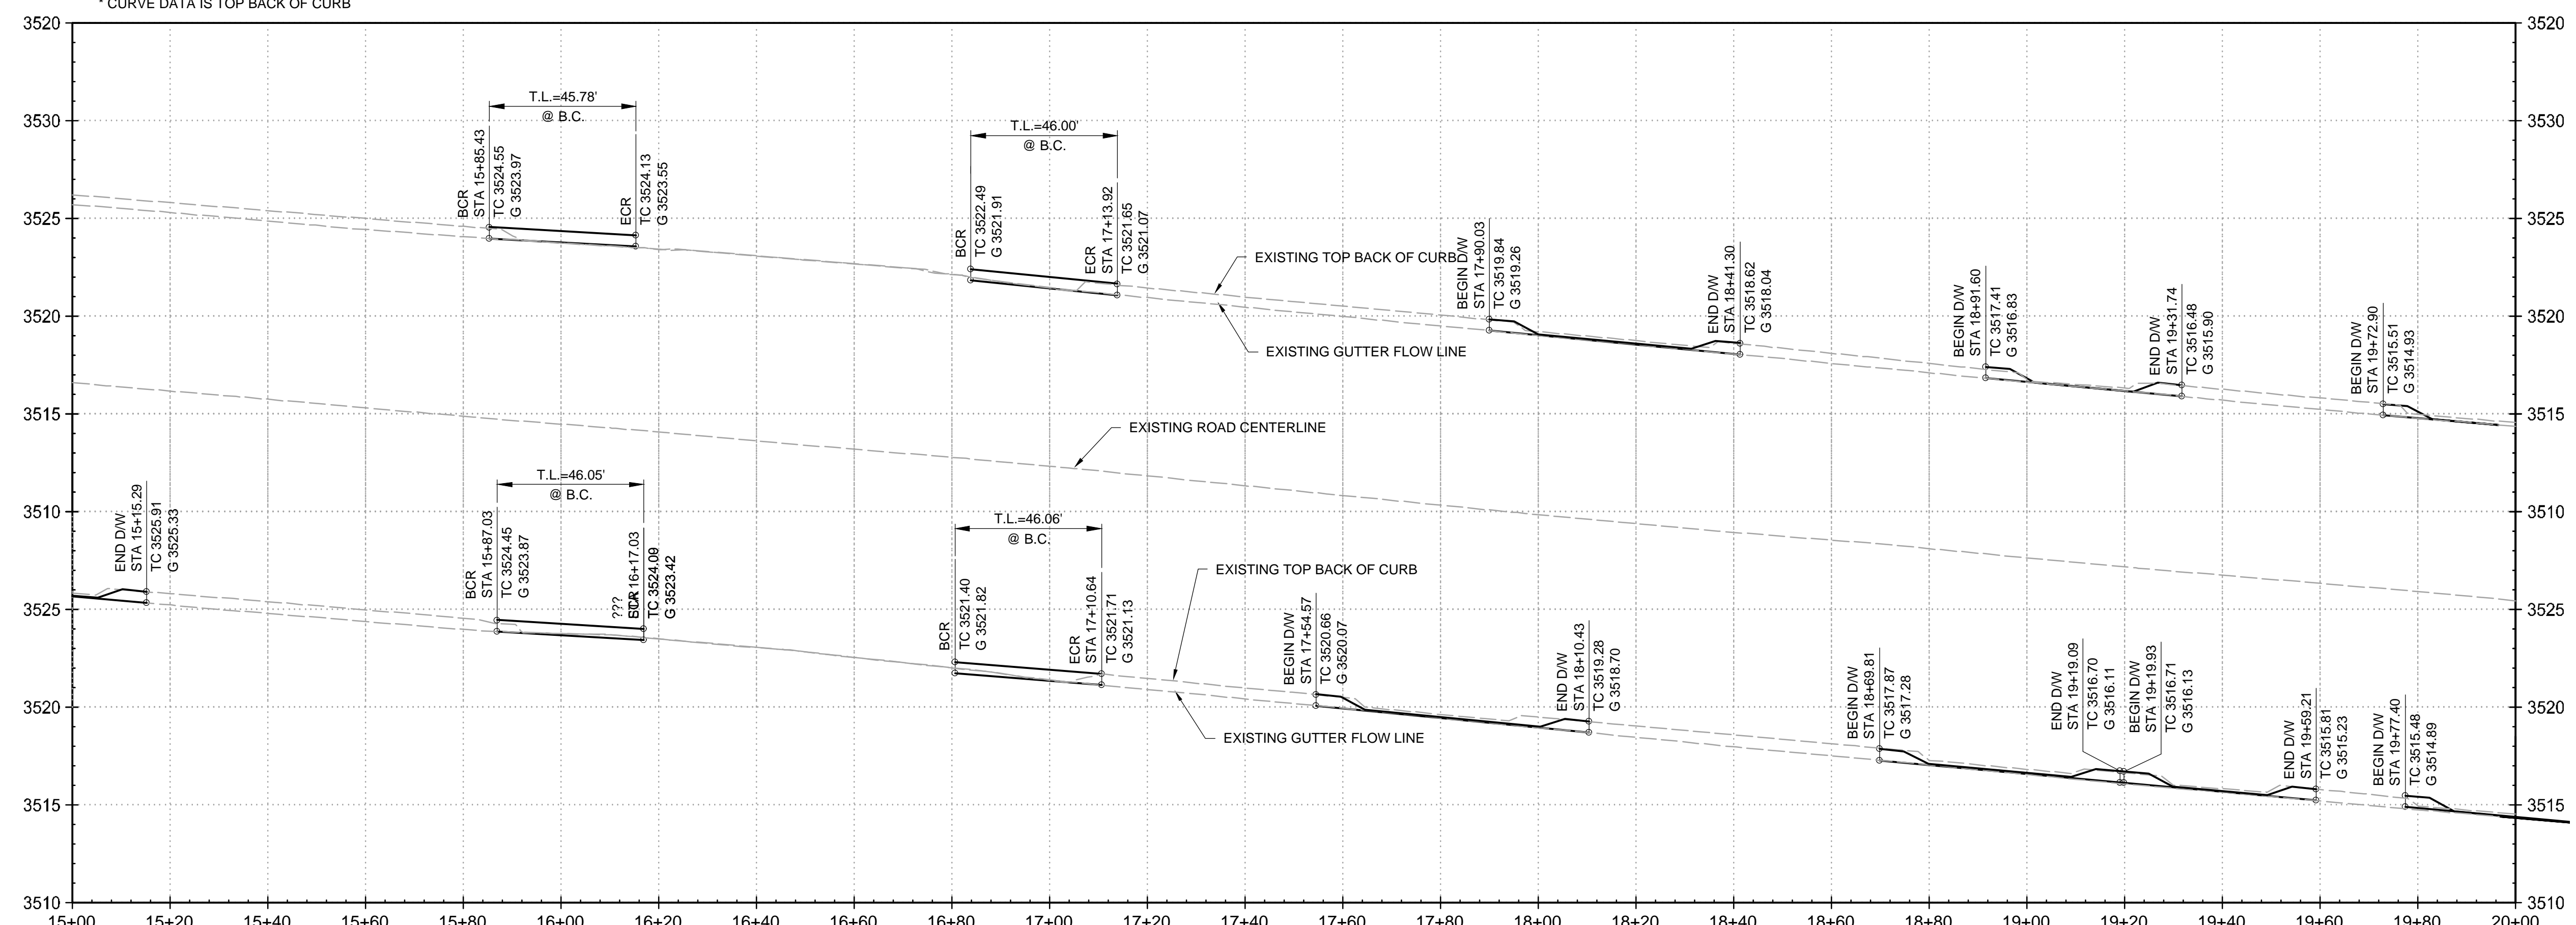 * CURVE DATA IS TOP BACK OF CURB
3520
3520
3530
3530
3525
3525
3520
3520
3515
3515
3510
3510
3525
3525
3520
3520
3515
3515
3510
3510
T.L.=45.78'
@ B.C.
BCR
STA 15+85.43
TC 3524.55
G 3523.97
ECR
TC 3524.13
G 3523.55
T.L.=46.00'
@ B.C.
BCR
TC 3522.49
G 3521.91
ECR
STA 17+13.92
TC 3521.65
G 3521.07
EXISTING TOP BACK OF CURB
EXISTING GUTTER FLOW LINE
BEGIN D/W
STA 17+90.03
TC 3519.84
G 3519.26
END D/W
STA 18+41.30
TC 3518.62
G 3518.04
BEGIN D/W
STA 18+91.60
TC 3517.41
G 3516.83
END D/W
STA 19+31.74
TC 3516.48
G 3515.90
BEGIN D/W
STA 19+72.90
TC 3515.51
G 3514.93
EXISTING ROAD CENTERLINE
END D/W
STA 15+15.29
TC 3525.91
G 3525.33
T.L.=46.05'
@ B.C.
BCR
STA 15+87.03
TC 3524.45
G 3523.87
???
16+17.03
G 3523.42
T.L.=46.06'
@ B.C.
BCR
TC 3521.40
G 3521.82
ECR
STA 17+10.64
TC 3521.71
G 3521.13
EXISTING TOP BACK OF CURB
EXISTING GUTTER FLOW LINE
BEGIN D/W
STA 17+54.57
TC 3520.66
G 3520.07
END D/W
STA 18+10.43
TC 3519.28
G 3518.70
BEGIN D/W
STA 18+69.81
TC 3517.87
G 3517.28
END D/W
STA 19+19.09
TC 3516.70
G 3516.11
BEGIN D/W
STA 19+19.93
TC 3516.71
G 3516.13
END D/W
STA 19+59.21
TC 3515.81
G 3515.23
BEGIN D/W
STA 19+77.40
TC 3515.48
G 3514.89
15+00 15+20 15+40 15+60 15+80 16+00 16+20 16+40 16+60 16+80 17+00 17+20 17+40 17+60 17+80 18+00 18+20 18+40 18+60 18+80 19+00 19+20 19+40 19+60 19+80 20+00